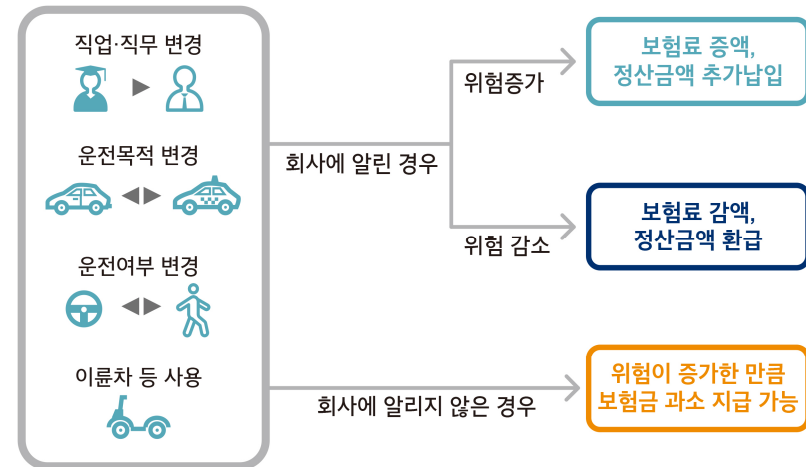 직업·직무 변경
운전목적 변경
운전여부 변경
이륜차 등 사용
회사에 알린 경우
위험증가
보험료 증액,
정산금액 추가납입
위험 감소
보험료 감액,
정산금액 환급
회사에 알리지 않은 경우
위험이 증가한 만큼
보험금 과소 지급 가능